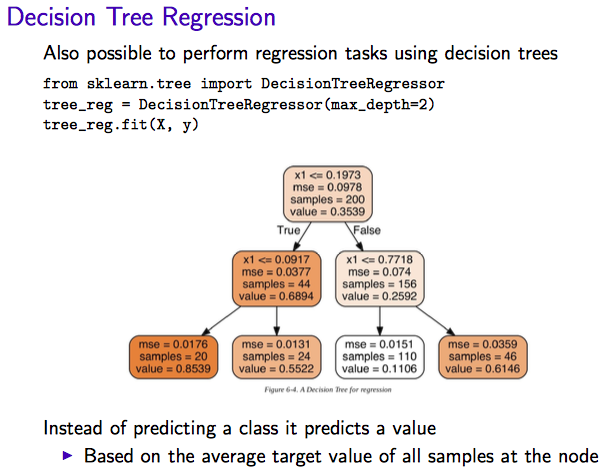 Decision Tree Regression
Also possible to perform regression tasks using decision trees
from sklearn.tree import DecisionTreeRegressor
tree_reg = DecisionTreeRegressor(max_depth=2)
tree_reg.fit(X, y)
x1 <= 0.1973
mse = 0.0978
samples = 200
value = 0.3539
True
False
x1 <= 0.0917
mse = 0.0377
samples = 44
value = 0.6894
x1 <= 0.7718
mse = 0.074
samples = 156
value = 0.2592
mse = 0.0176
samples = 20
value = 0.8539
mse = 0.0131
samples = 24
value = 0.5522
mse = 0.0151
samples = 110
value = 0.1106
mse = 0.0359
samples = 46
value = 0.6146
Figure 6-4. A Decision Tree for regression
Instead of predicting a class it predicts a value
Based on the average target value of all samples at the node